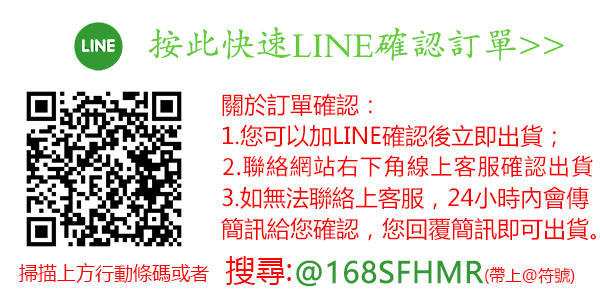 LINE 按此快速LINE確認訂單>>
關於訂單確認：
1.您可以加LINE確認後立即出貨；
2.聯絡網站右下角線上客服確認出貨
3.如無法聯絡上客服，24小時內會傳
簡訊給您確認，您回覆簡訊即可出貨。
掃描上方行動條碼或者 搜尋:@168SFHMR(帶上@符號)